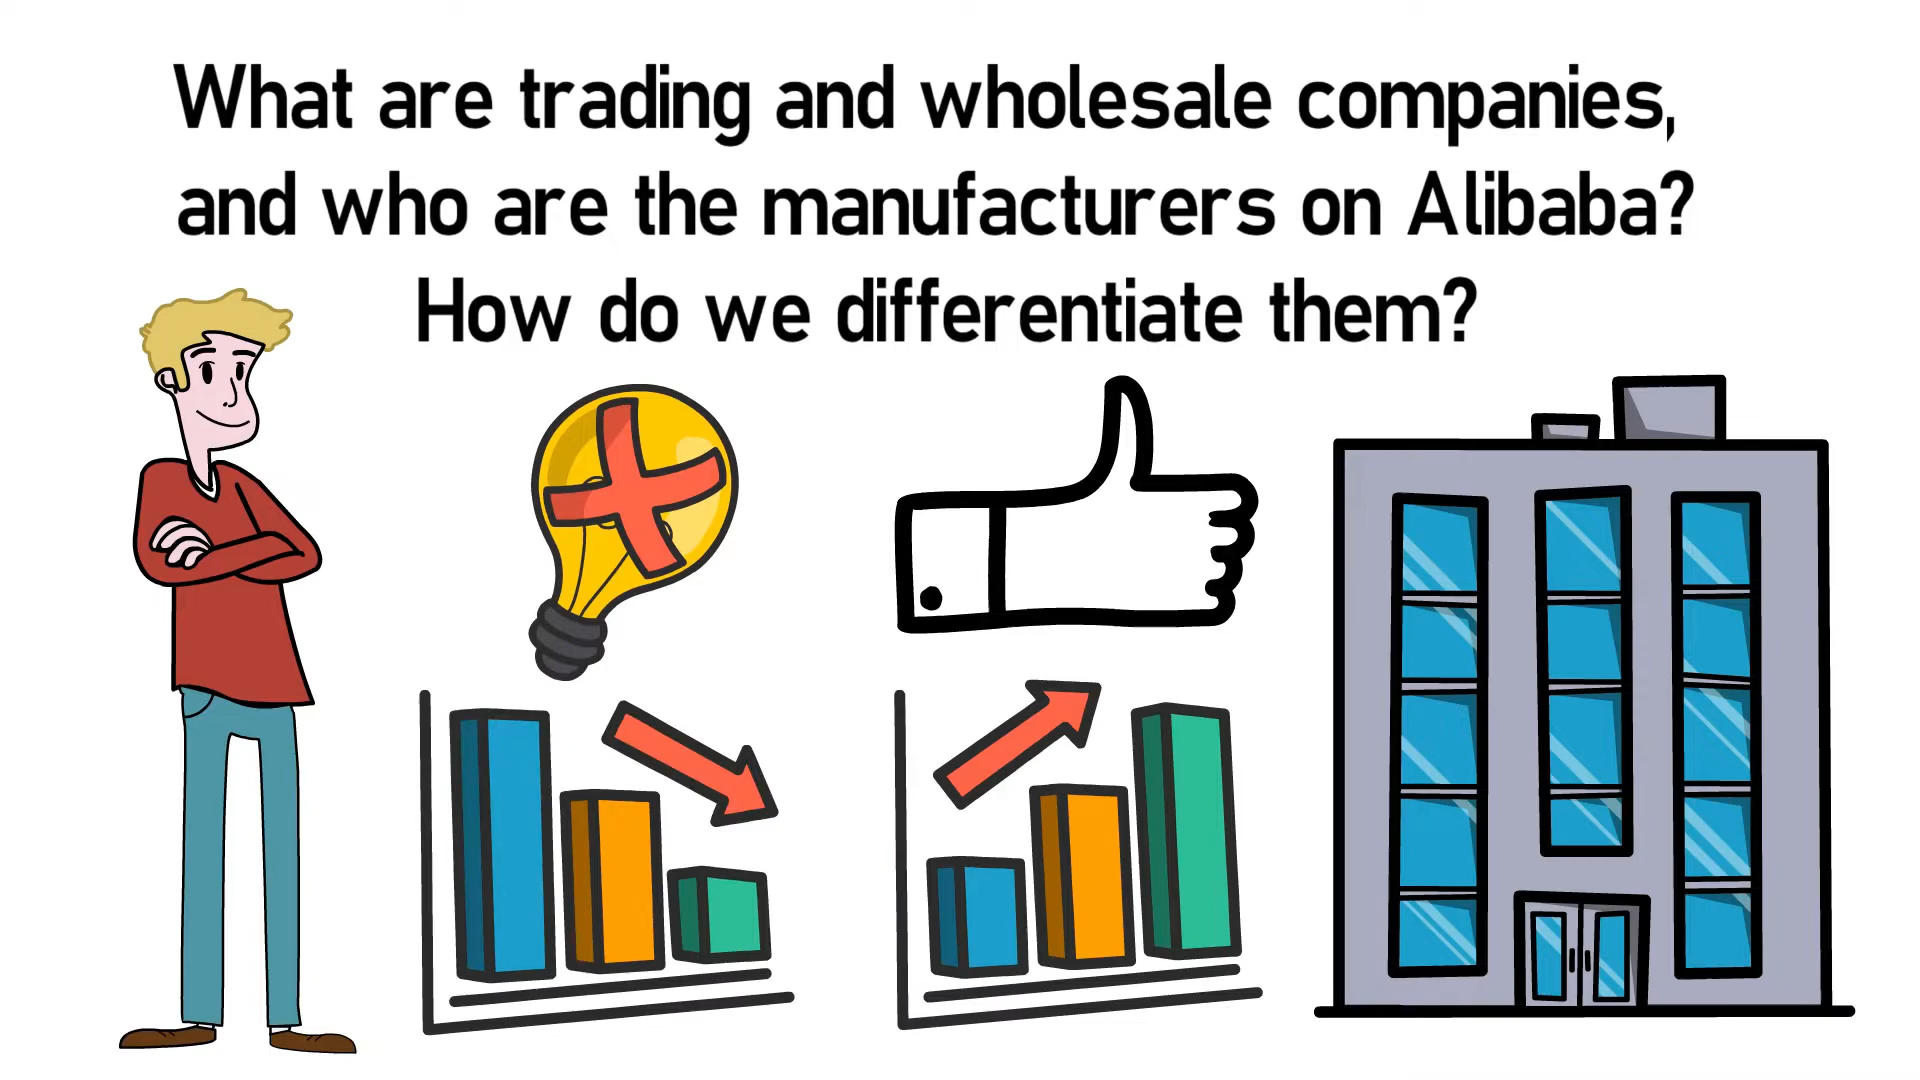 What are trading and wholesale companies,
and who are the manufacturers on Alibaba?
How do we differentiate them?